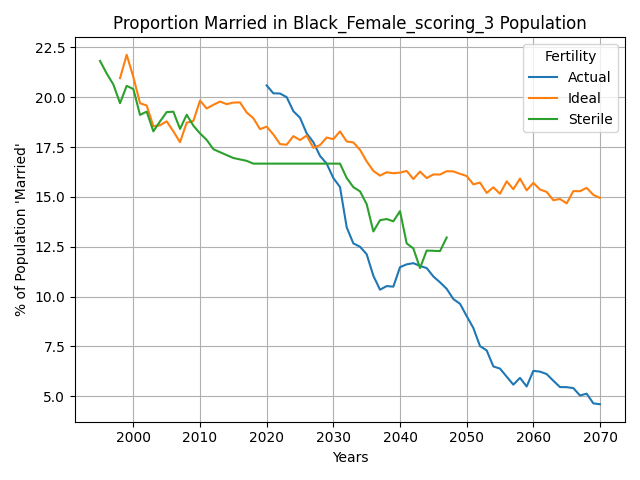 Proportion Married in Black_Female_scoring_3 Population
% of Population 'Married'
22.5
20.0
17.5
15.0
12.5
10.0
7.5
5.0
Fertility
Actual
Ideal
Sterile
2000 2010 2020 2030 2040 2050 2060 2070
Years